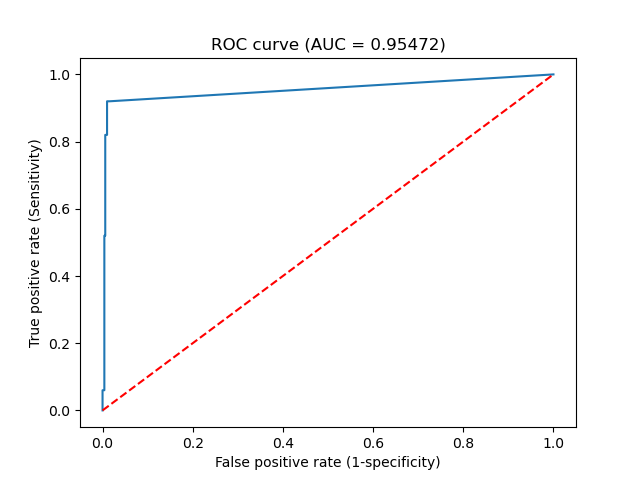 ROC curve (AUC = 0.95472)
True positive rate (Sensitivity)
1.0
0.8
0.6
0.4
0.2
0.0
0.0 0.2 0.4 0.6 0.8 1.0
False positive rate (1-specificity)